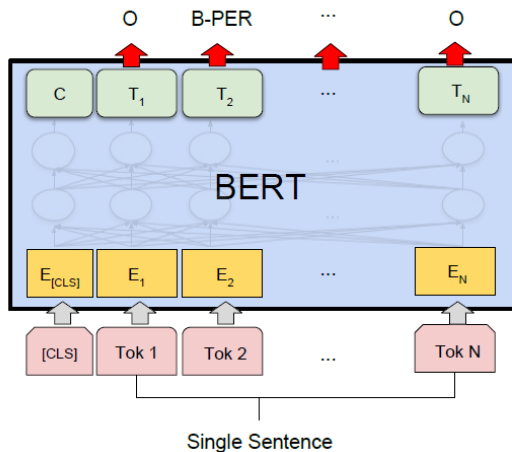 O B-PER ... O
C T1 T2 ... TN
...
BERT
...
E[CLS] E1 E2 ... EN
[CLS] Tok 1 Tok 2 ... Tok N
Single Sentence